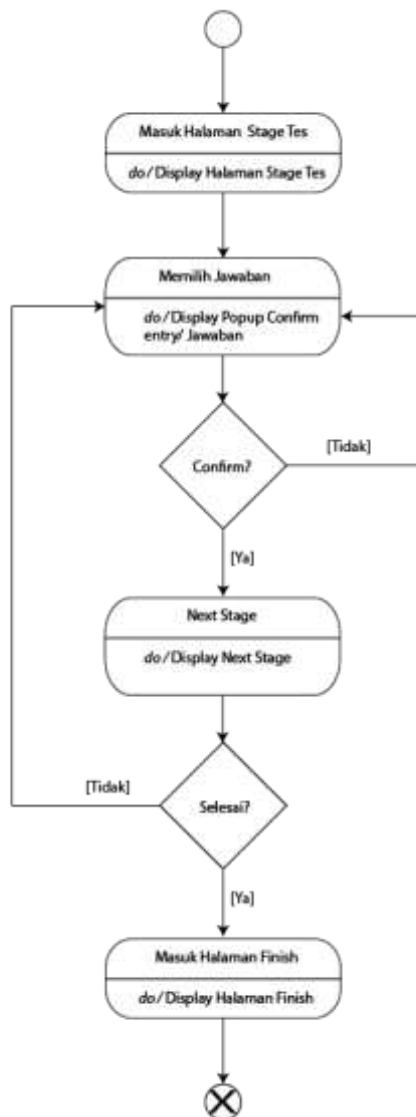 Masuk Halaman Stage Tes
do/ Display Halaman Stage Tes
Memilih Jawaban
do/ Display Popup Confirm
entry/ Jawaban
Confirm?
[Tidak]
[Ya]
Next Stage
do/ Display Next Stage
[Tidak]
Selesai?
[Ya]
Masuk Halaman Finish
do/ Display Halaman Finish